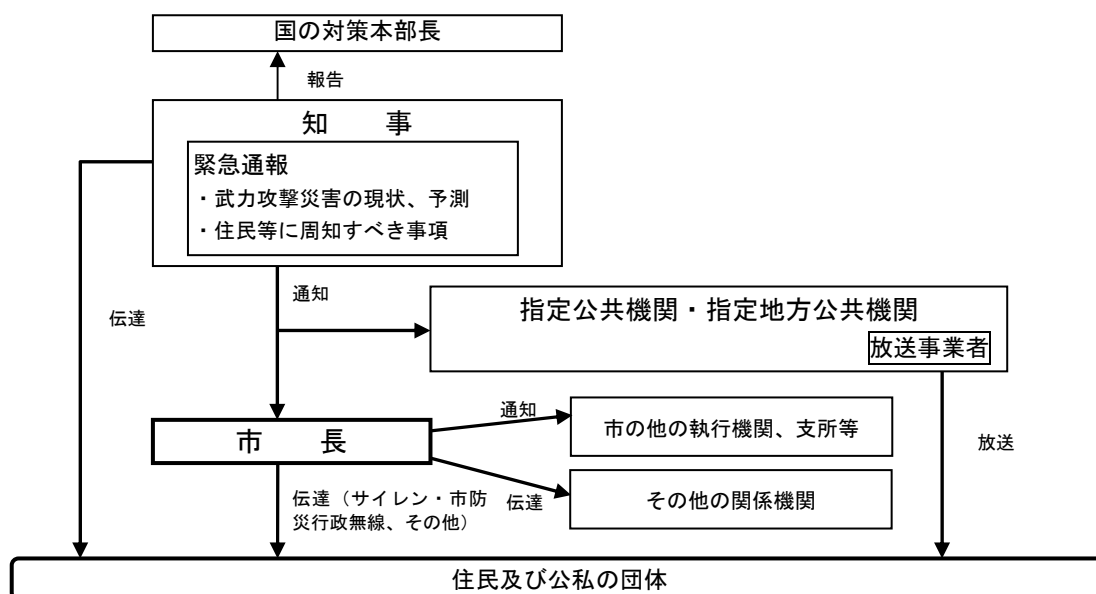 国の対策本部長
報告
知　　事
緊急通報
・武力攻撃災害の現状、予測
・住民等に周知すべき事項
通知
伝達
指定公共機関・指定地方公共機関
放送事業者
市　　長
通知
市の他の執行機関、支所等
放送
伝達（サイレン・市防
災行政無線、その他）
伝達
その他の関係機関
住民及び公私の団体